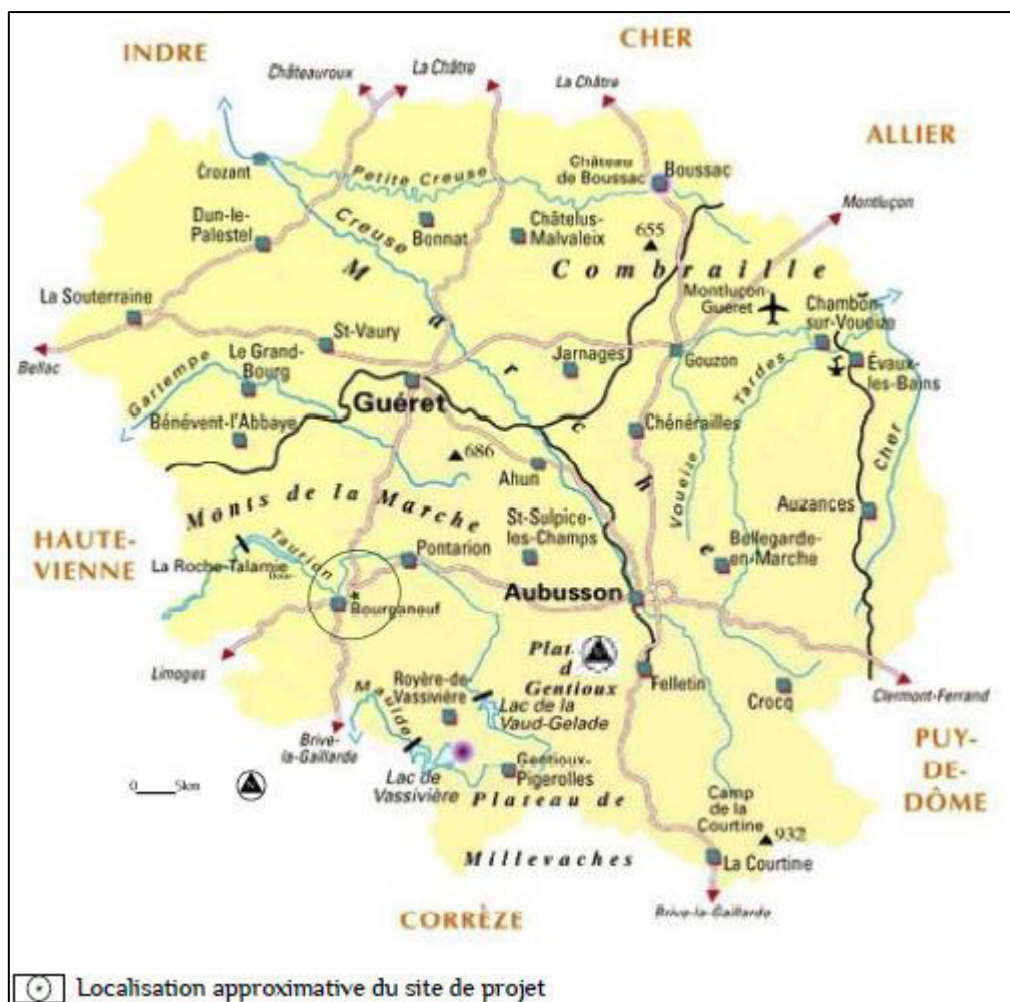 CHER
INDRE
Châteauroux
La Châtre
La Châtre
ALLIER
Crozant
Petite Creuse
Château
de Boussac
Boussac
Montluçon
Dun-le-
Palestel
Creuse
Bonnat
Châtelus-
Malvaleix
655
Combraille
La Souterraine
Montluçon-
Guéret
Chambon-
sur-Voueize
St-Vaury
Bellac
Gartempe
Le Grand-
Bourg
Jarnages
Gouzon
Tardes
Évaux-
les-Bains
Guéret
Marche
Bénévent-l'Abbaye
Chénérailles
Cher
686
Ahun
Voueize
Monts de la Marche
Auzances
St-Sulpice-
les-Champs
HAUTE-
VIENNE
Taurion
Pontarion
Bellegarde-
en-Marche
La Roche-Talamie
Aubusson
Bourganeuf
Limoges
Plat
d
Gentioux
Felletin
Royère-de-
Vassivière
Maulde
Lac de la
Vaud-Gelade
Crocq
Clermont-Ferrand
Brive-
la-Gaillarde
PUY-
DE-
DÔME
Gentioux-
Pigerolles
0 5km
Lac de
Vassivière
Plateau de
Millevaches
Camp
de la
Courtine
932
La Courtine
CORRÈZE
Brive-la-Gaillarde
Localisation approximative du site de projet